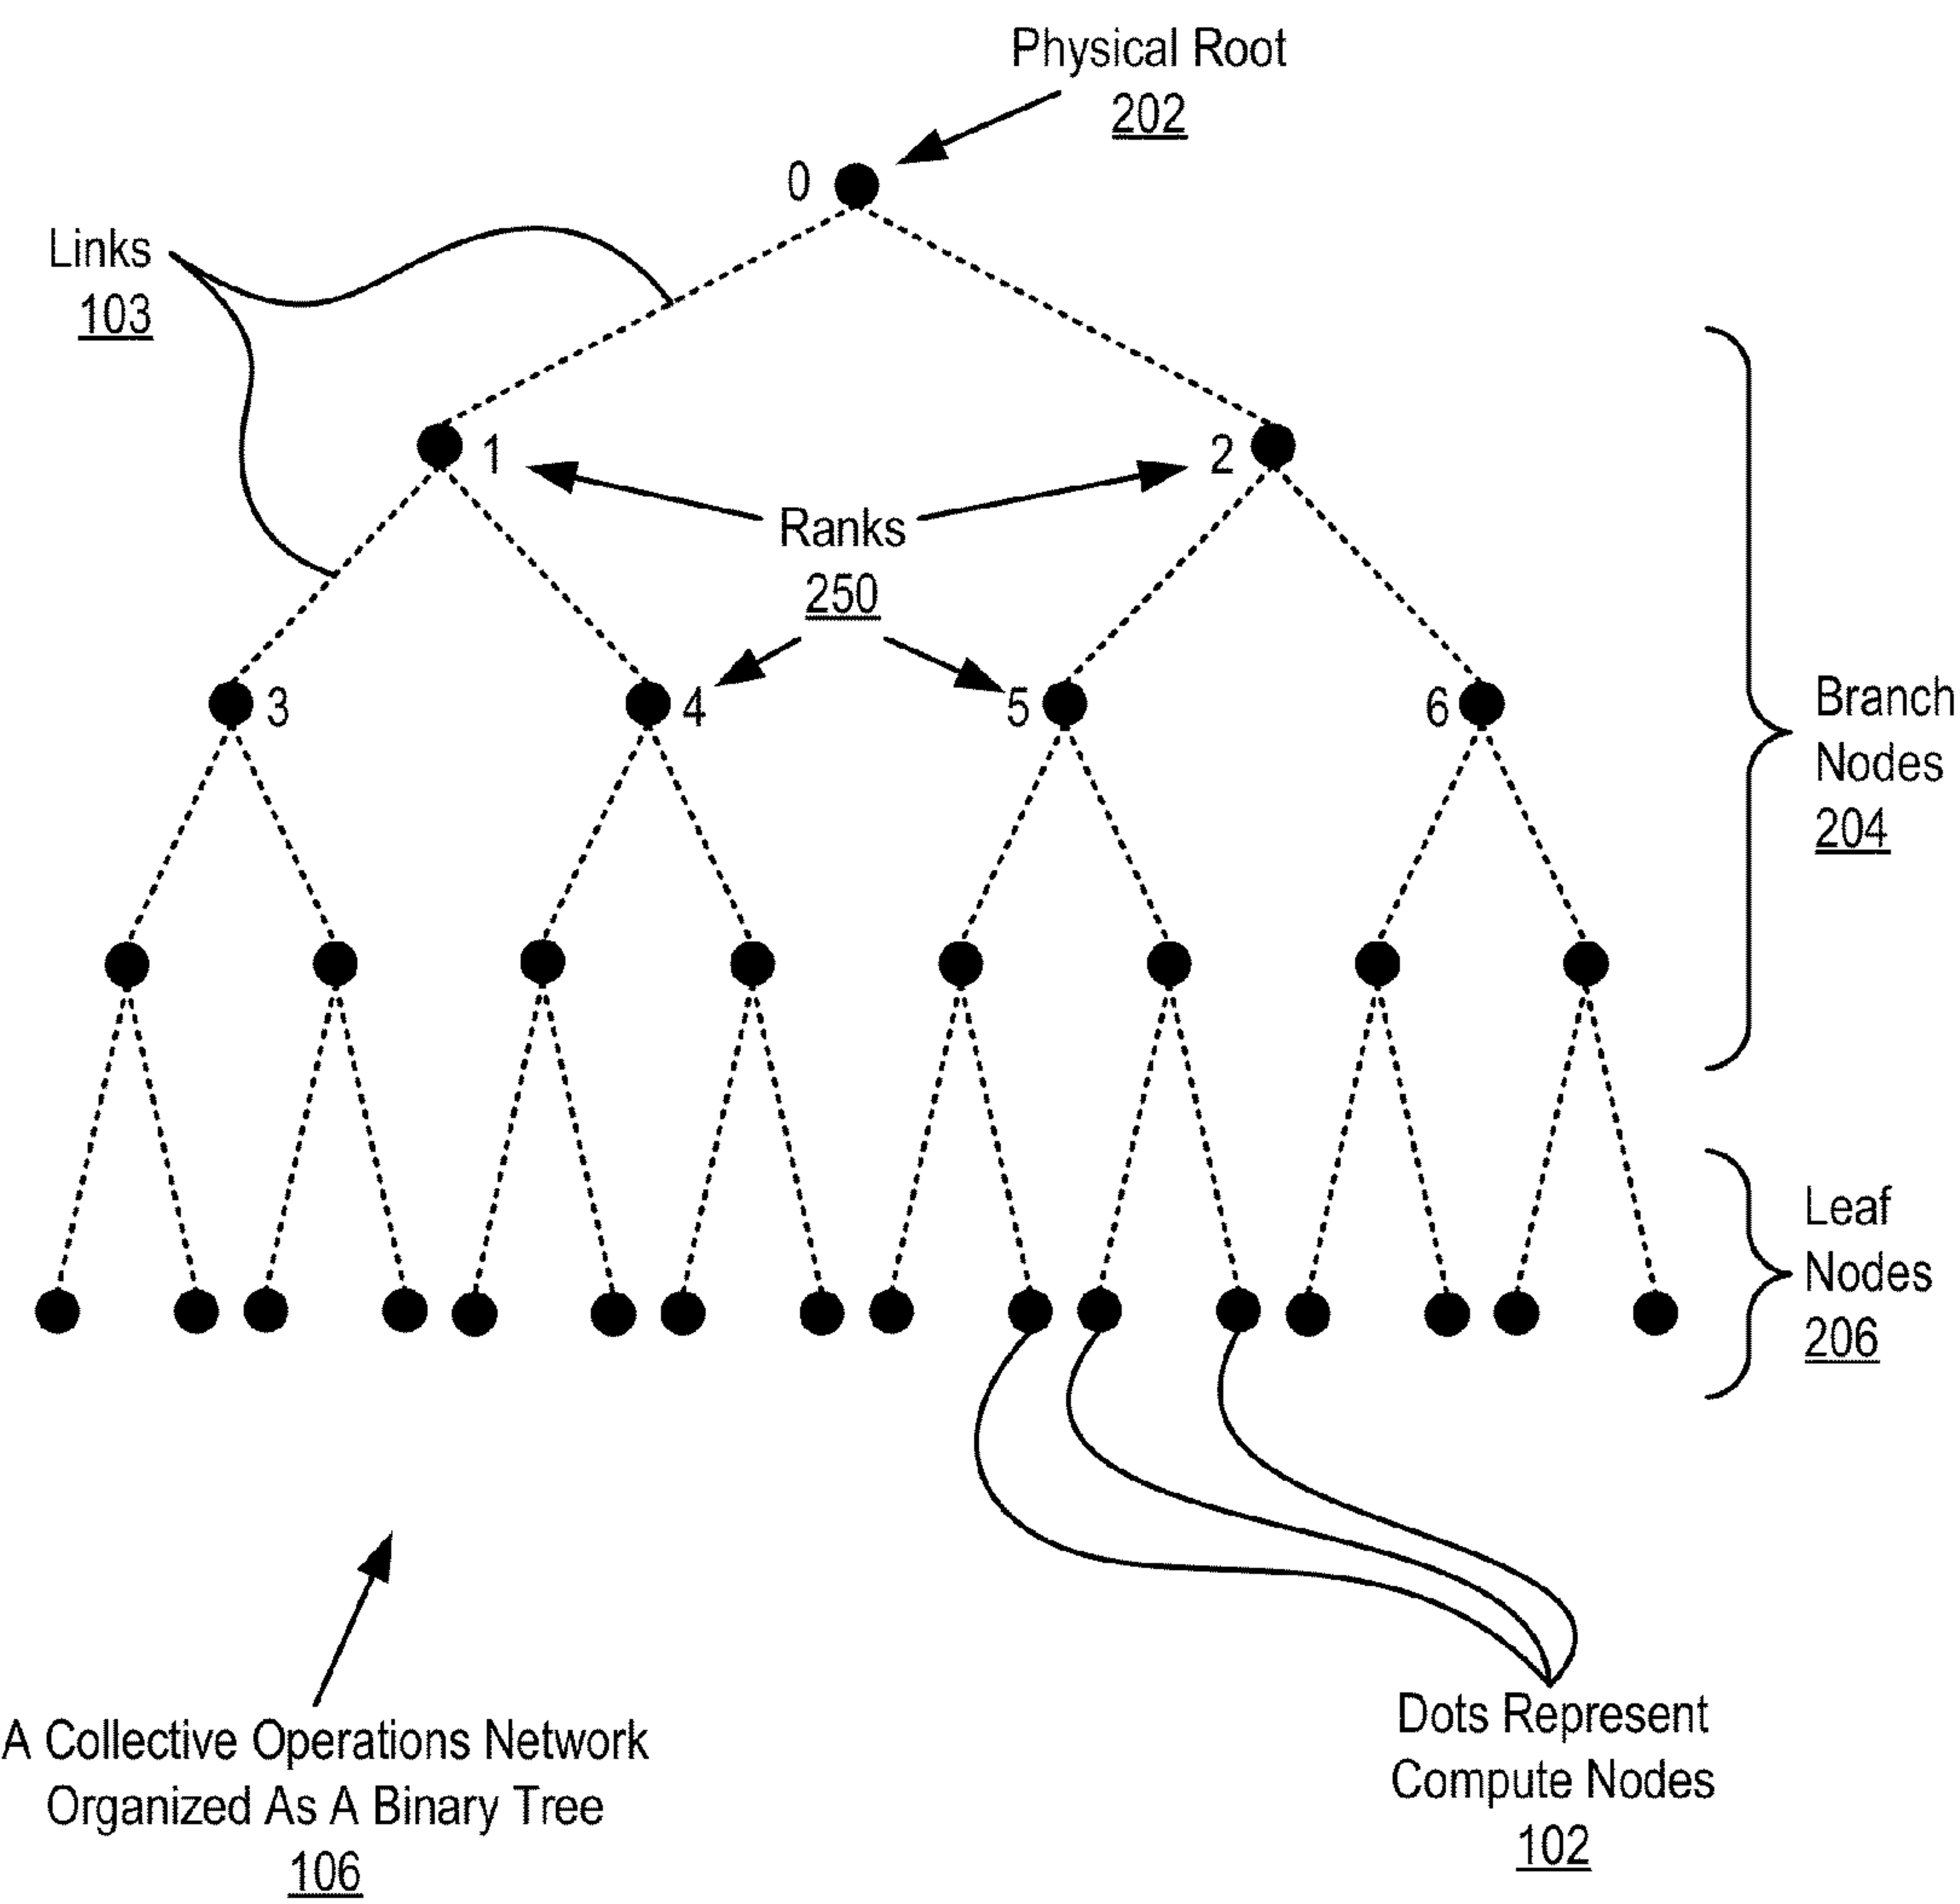 Physical Root
202
0
Links
103
1
2
Ranks
250
3
4
5
6
Branch
Nodes
204
Leaf
Nodes
206
A Collective Operations Network
Organized As A Binary Tree
106
Dots Represent
Compute Nodes
102